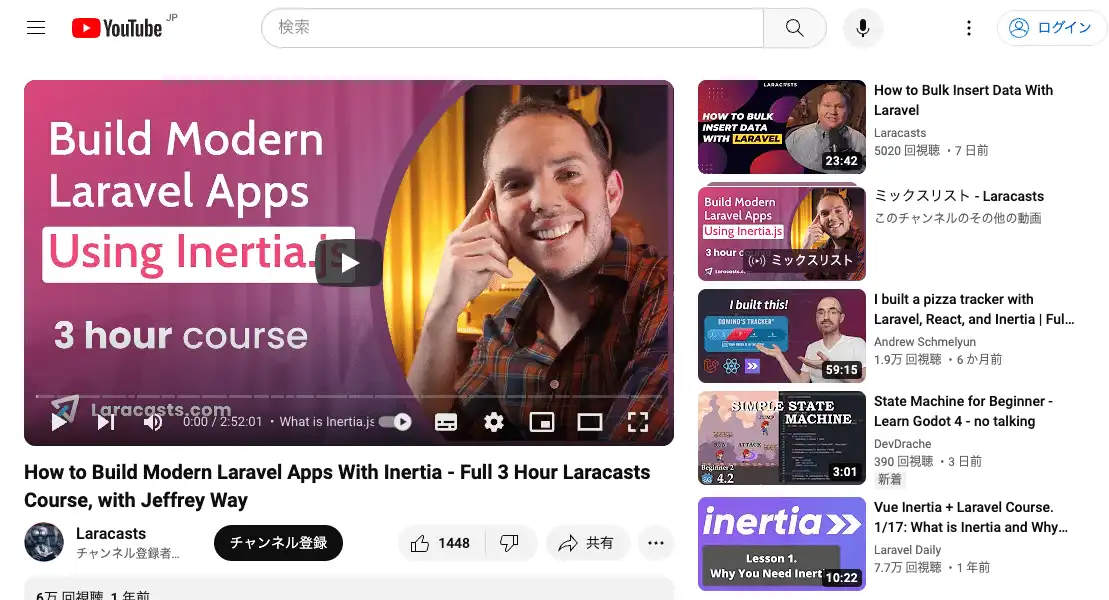 YouTube JP
検索
ログイン
Build Modern
Laravel Apps
Using Inertia.js
3 hour course
Laracasts.com
0:00 / 2:52:01 ・ What is Inertia.js
How to Build Modern Laravel Apps With Inertia - Full 3 Hour Laracasts
Course, with Jeffrey Way
Laracasts
チャンネル登録者...
チャンネル登録
1448
共有
6万 回視聴 1 年前
LARACASTS
HOW TO BULK
INSERT DATA
WITH LARAVEL
23:42
How to Bulk Insert Data With
Laravel
Laracasts
5020 回視聴 ・7 日前
Build Modern
Laravel Apps
Using Inertia.js
3 hour
ミックスリスト
ミックスリスト - Laracasts
このチャンネルのその他の動画
I built this!
DOMINO'S TRACKER
59:15
I built a pizza tracker with
Laravel, React, and Inertia | Ful...
Andrew Schmelyun
1.9万 回視聴 ・6 か月前
SIMPLE STATE
MACHINE
JUMP
RUN
ATTACK
Beginner 2
4.2
3:01
State Machine for Beginner -
Learn Godot 4 - no talking
DevDrache
390 回視聴 ・3 日前
新着
inertia
Lesson 1.
Why You Need Inerti
10:22
Vue Inertia + Laravel Course.
1/17: What is Inertia and Why...
Laravel Daily
7.7万 回視聴 ・1 年前